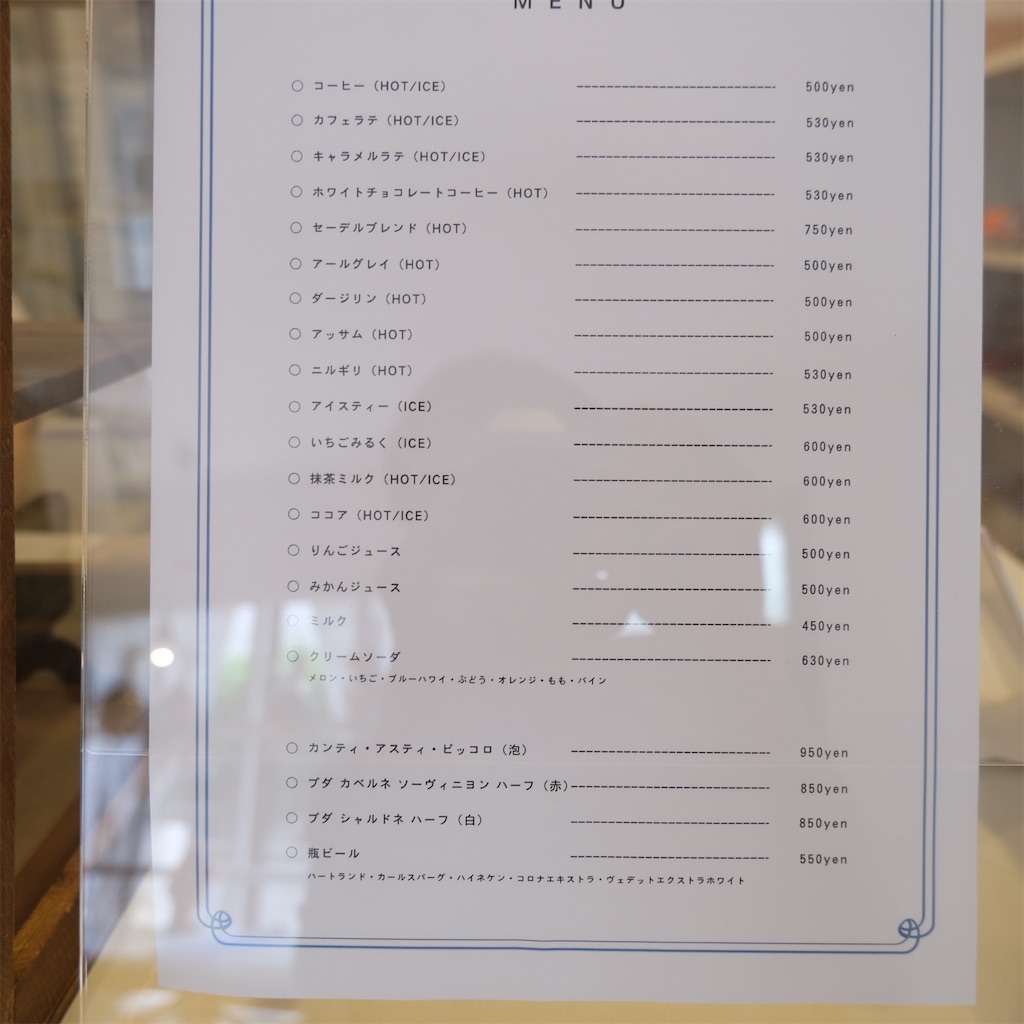 MENU
○ コーヒー（HOT/ICE） 500yen
○ カフェラテ（HOT/ICE） 530yen
○ キャラメルラテ（HOT/ICE） 530yen
○ ホワイトチョコレートコーヒー（HOT） 530yen
○ セーデルブレンド（HOT） 750yen
○ アールグレイ（HOT） 500yen
○ ダージリン（HOT） 500yen
○ アッサム（HOT） 500yen
○ ニルギリ（HOT） 530yen
○ アイスティー（ICE） 530yen
○ いちごみるく（ICE） 600yen
○ 抹茶ミルク（HOT/ICE） 600yen
○ ココア（HOT/ICE） 600yen
○ りんごジュース 500yen
○ みかんジュース 500yen
○ ミルク 450yen
○ クリームソーダ 630yen
メロン・いちご・ブルーハワイ・ぶどう・オレンジ・もも・パイン
○ カンティ・アスティ・ピッコロ（泡） 950yen
○ ブダ カベルネ ソーヴィニヨン ハーフ（赤） 850yen
○ ブダ シャルドネ ハーフ（白） 850yen
○ 瓶ビール 550yen
ハートランド・カールスバーグ・ハイネケン・コロナエキストラ・ヴェデットエクストラホワイト